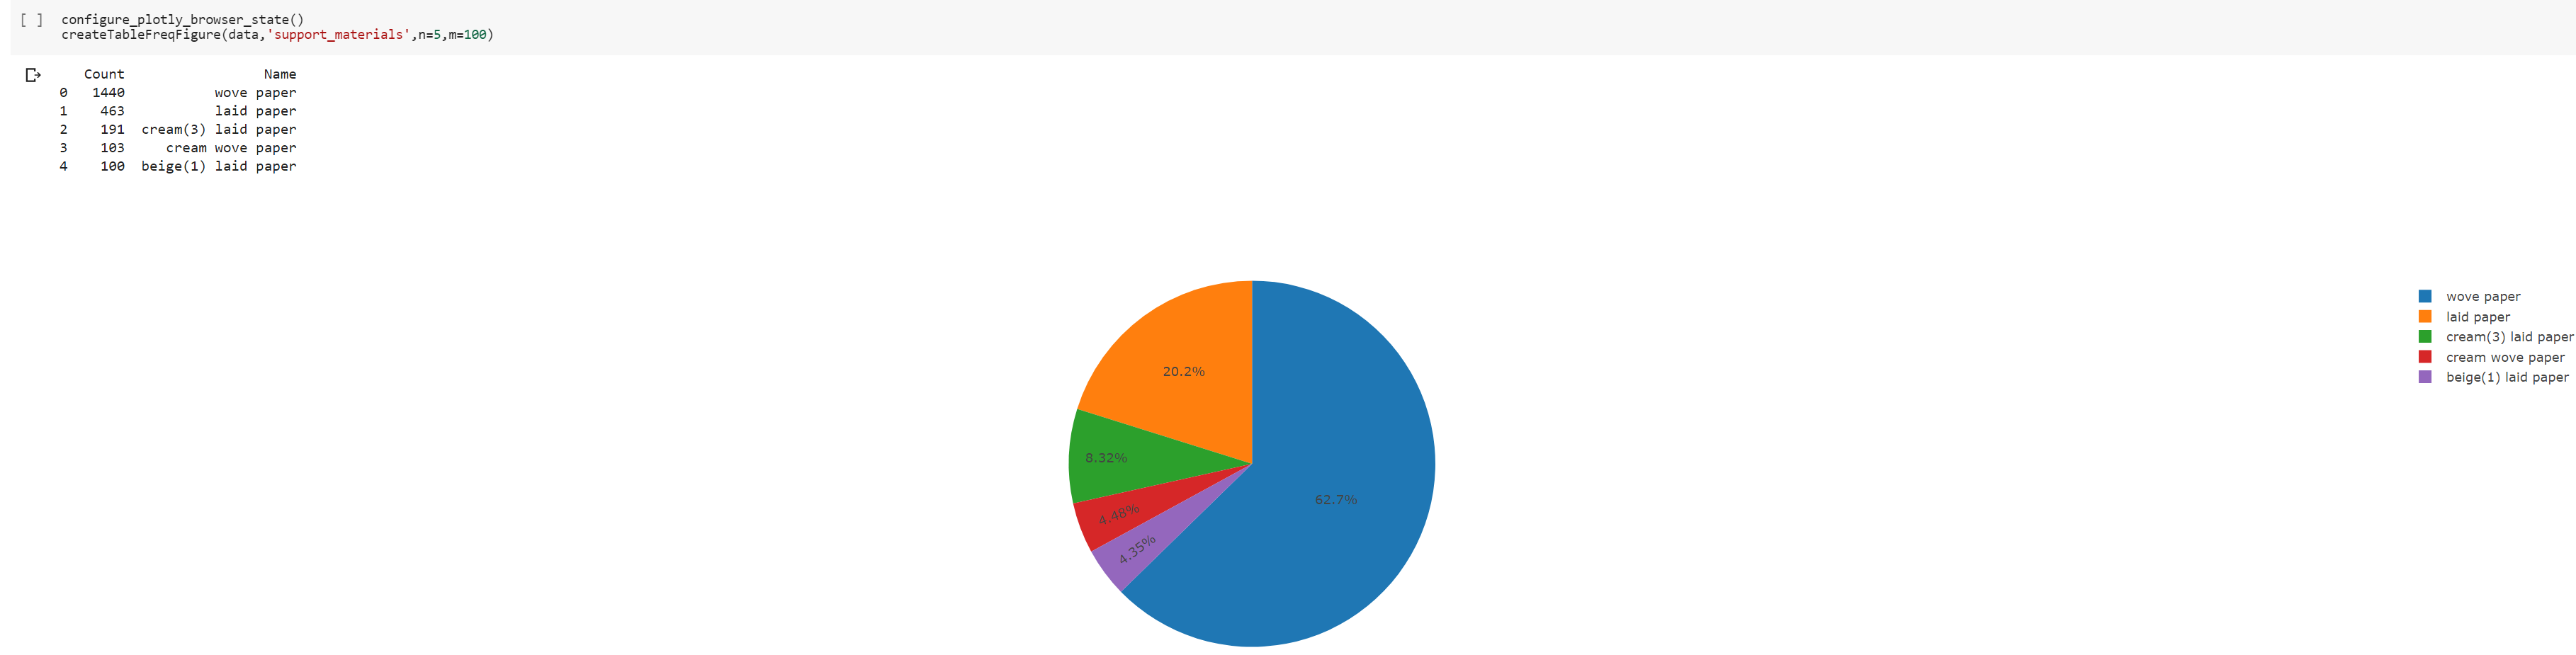 [ ] configure_plotly_browser_state()
createTableFreqFigure(data,'support_materials',n=5,m=100)
Count Name
0 1440 wove paper
1 463 laid paper
2 191 cream(3) laid paper
3 103 cream wove paper
4 100 beige(1) laid paper
wove paper
laid paper
cream(3) laid paper
cream wove paper
beige(1) laid paper
20.2%
8.32%
62.7%
4.48%
4.35%